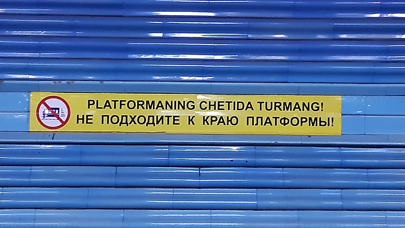 PLATFORMANING CHETIDA TURMANG!
НЕ ПОДХОДИТЕ К КРАЮ ПЛАТФОРМЫ!